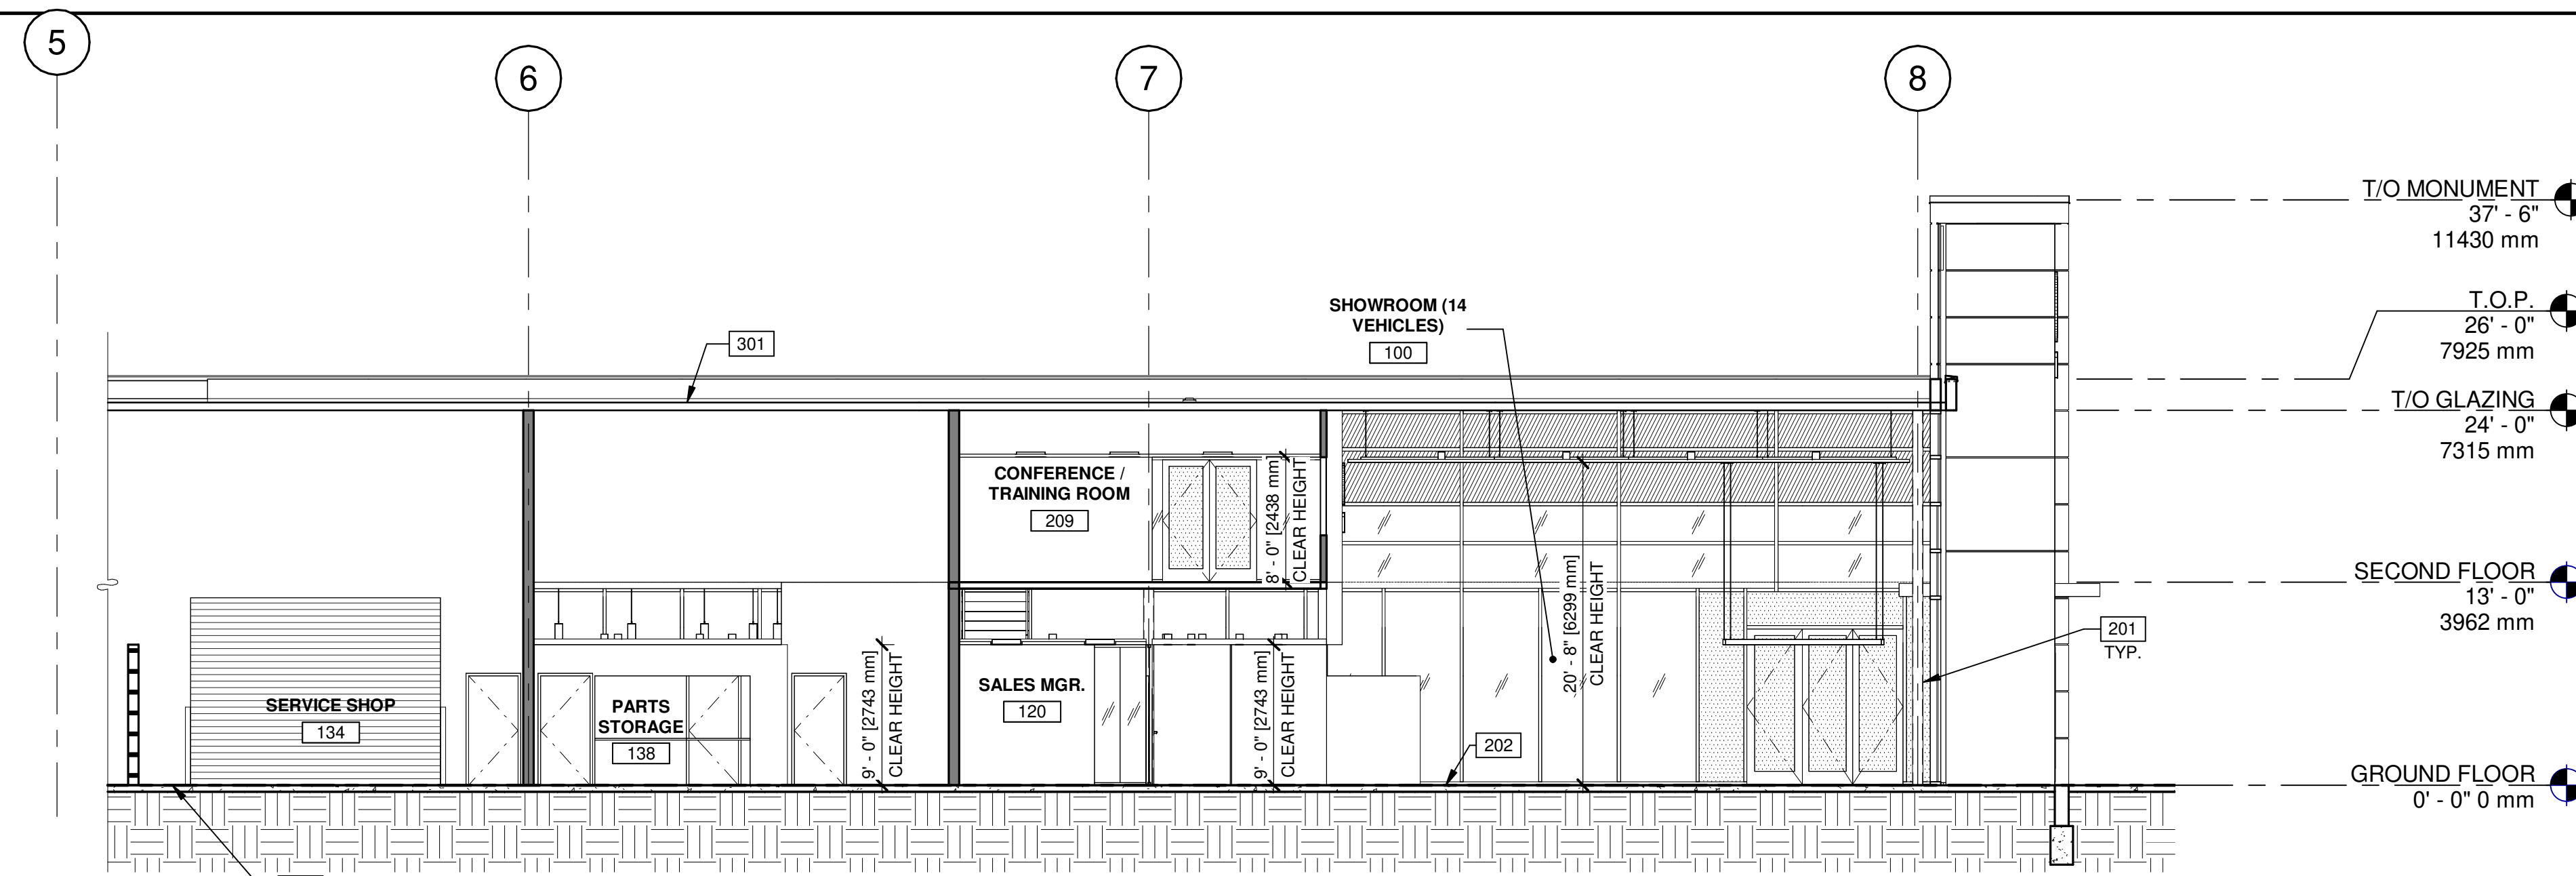 5
6
7
8
T/O MONUMENT
37' - 6"
11430 mm
T.O.P.
26' - 0"
7925 mm
T/O GLAZING
24' - 0"
7315 mm
SECOND FLOOR
13' - 0"
3962 mm
GROUND FLOOR
0' - 0" 0 mm
301
SHOWROOM (14
VEHICLES)
100
CONFERENCE /
TRAINING ROOM
209
8' - 0" [2438 mm]
CLEAR HEIGHT
20' - 8" [6299 mm]
CLEAR HEIGHT
201
TYP.
SERVICE SHOP
134
PARTS
STORAGE
138
9' - 0" [2743 mm]
CLEAR HEIGHT
SALES MGR.
120
9' - 0" [2743 mm]
CLEAR HEIGHT
202